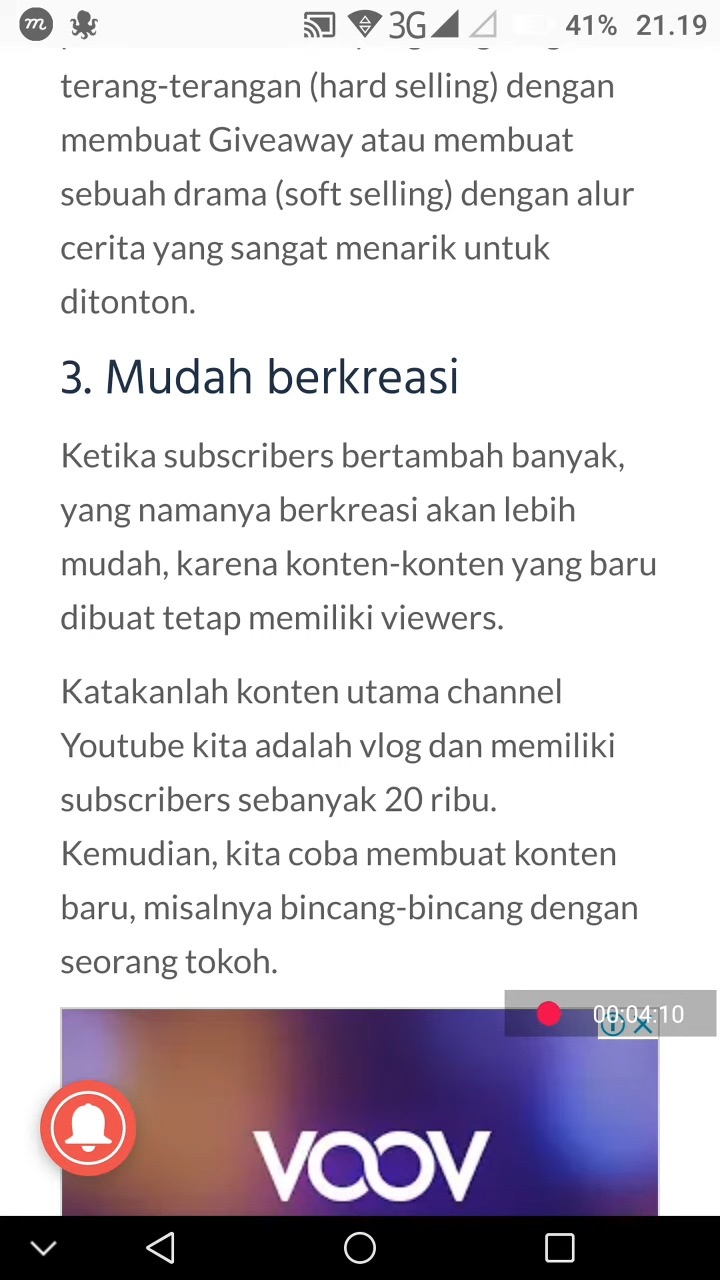 m 3G 41% 21.19
terang-terangan (hard selling) dengan
membuat Giveaway atau membuat
sebuah drama (soft selling) dengan alur
cerita yang sangat menarik untuk
ditonton.
3. Mudah berkreasi
Ketika subscribers bertambah banyak,
yang namanya berkreasi akan lebih
mudah, karena konten-konten yang baru
dibuat tetap memiliki viewers.
Katakanlah konten utama channel
Youtube kita adalah vlog dan memiliki
subscribers sebanyak 20 ribu.
Kemudian, kita coba membuat konten
baru, misalnya bincang-bincang dengan
seorang tokoh.
00:04:10
VOOV